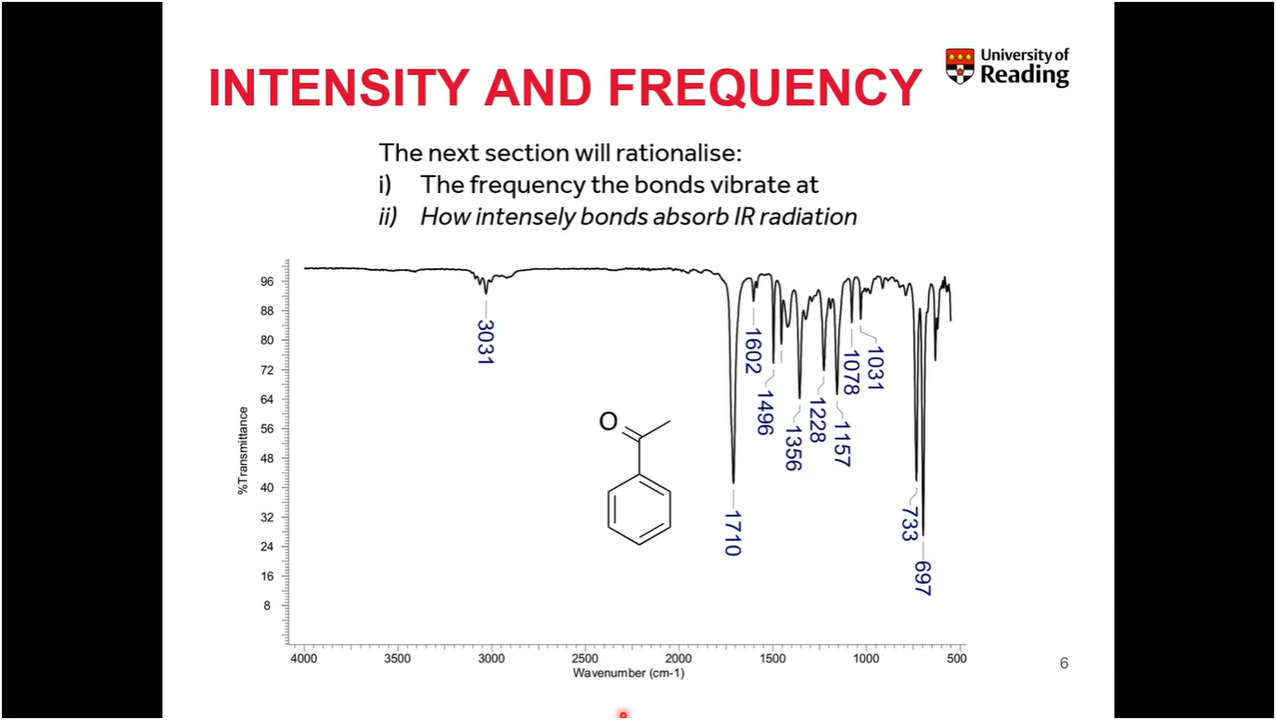 INTENSITY AND FREQUENCY
University of
Reading
The next section will rationalise:
i) The frequency the bonds vibrate at
ii) How intensely bonds absorb IR radiation
96
88
80
72
64
56
48
40
32
24
16
8
%Transmittance
3031
1710
1602
1496
1356
1228
1157
1078
1031
733
697
O
4000 3500 3000 2500 2000 1500 1000 500
Wavenumber (cm-1)
6